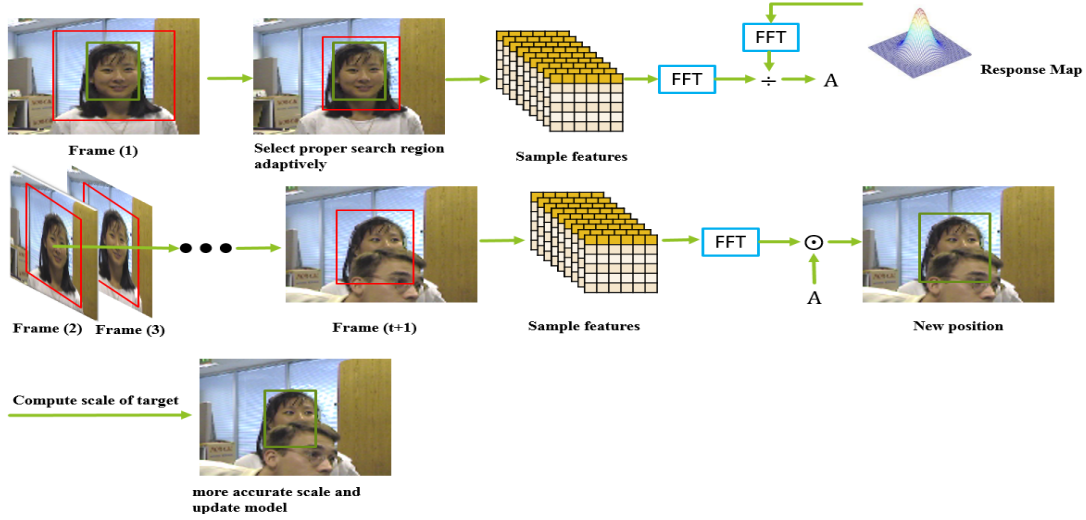 FFT
FFT
÷
A
Response Map
Frame (1)
Select proper search region
adaptively
Sample features
FFT
⊙
A
Frame (2)
Frame (3)
Frame (t+1)
Sample features
New position
Compute scale of target
more accurate scale and
update model